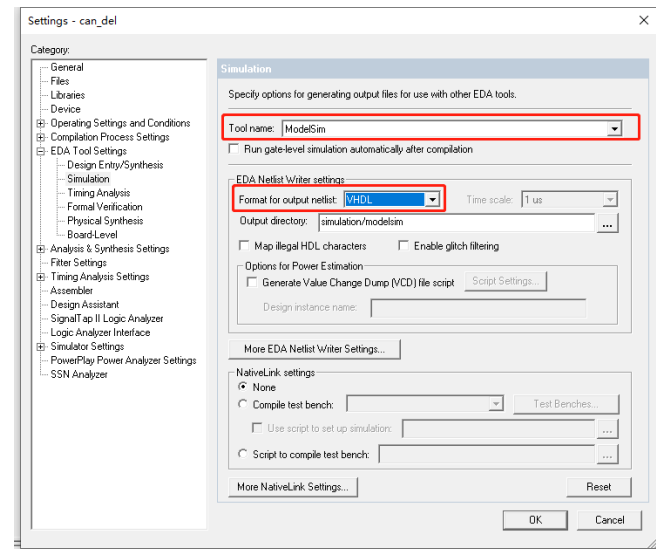 Settings - can_del
Category:
General
Files
Libraries
Device
Operating Settings and Conditions
Compilation Process Settings
EDA Tool Settings
Design Entry/Synthesis
Simulation
Timing Analysis
Formal Verification
Physical Synthesis
Board-Level
Analysis & Synthesis Settings
Fitter Settings
Timing Analysis Settings
Assembler
Design Assistant
SignalTap II Logic Analyzer
Logic Analyzer Interface
Simulator Settings
PowerPlay Power Analyzer Settings
SSN Analyzer
Simulation
Specify options for generating output files for use with other EDA tools.
Tool name: ModelSim
Run gate-level simulation automatically after compilation
EDA Netlist Writer settings
Format for output netlist: VHDL Time scale: 1 us
Output directory: simulation/modelsim ...
Map illegal HDL characters Enable glitch filtering
Options for Power Estimation
Generate Value Change Dump (VCD) file script Script Settings...
Design instance name:
More EDA Netlist Writer Settings...
NativeLink settings
None
Compile test bench: Test Benches...
Use script to set up simulation: ...
Script to compile test bench: ...
More NativeLink Settings... Reset
OK Cancel